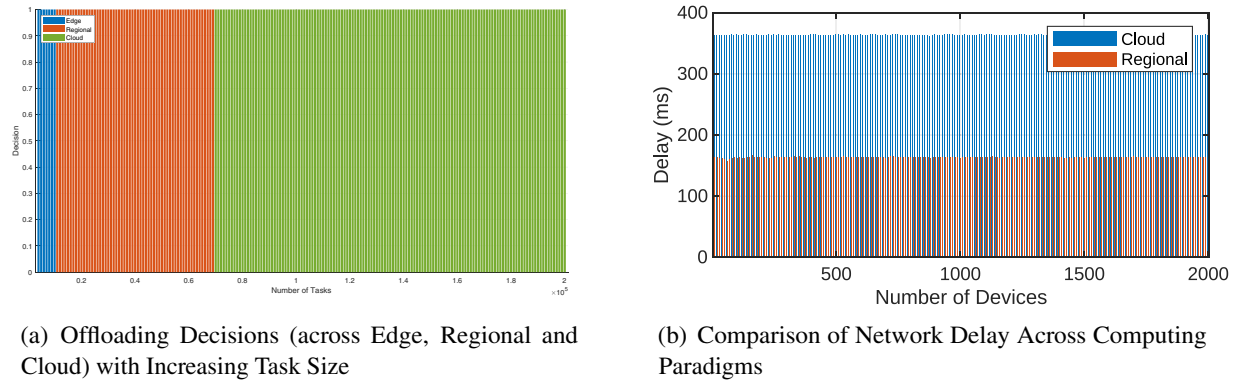 1
0.9
0.8
0.7
0.6
0.5
0.4
0.3
0.2
0.1
0
Decision
Edge
Regional
Cloud
0.2 0.4 0.6 0.8 1 1.2 1.4 1.6 1.8 2
Number of Tasks
×10^5
(a) Offloading Decisions (across Edge, Regional and
Cloud) with Increasing Task Size
400
300
200
100
0
Delay (ms)
Cloud
Regional
500 1000 1500 2000
Number of Devices
(b) Comparison of Network Delay Across Computing
Paradigms